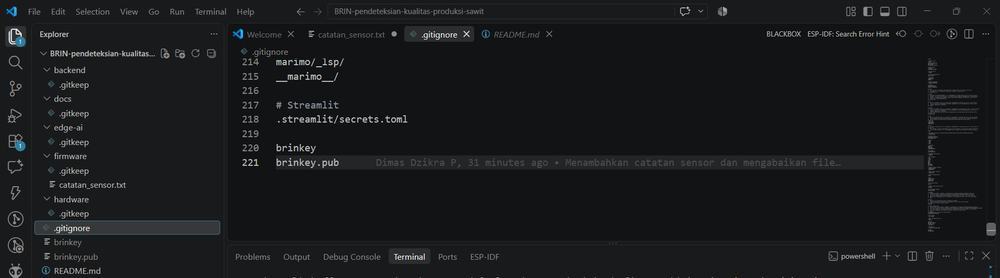 File Edit Selection View Go Run Terminal Help
BRIN-pendeteksian-kualitas-produksi-sawit
Explorer
BRIN-pendeteksian-kualitas...
backend
.gitkeep
docs
.gitkeep
edge-ai
.gitkeep
firmware
.gitkeep
catatan_sensor.txt
hardware
.gitkeep
.gitignore
brinkey
brinkey.pub
README.md
1
1
Welcome
catatan_sensor.txt
.gitignore
README.md
BLACKBOX ESP-IDF: Search Error Hint
.gitignore
214 marimo/_lsp/
215 __marimo__/
216
217 # Streamlit
218 .streamlit/secrets.toml
219
220 brinkey
221 brinkey.pub Dimas Dzikra P, 31 minutes ago • Menambahkan catatan sensor dan mengabaikan file…
Problems Output Debug Console Terminal Ports ESP-IDF
powershell